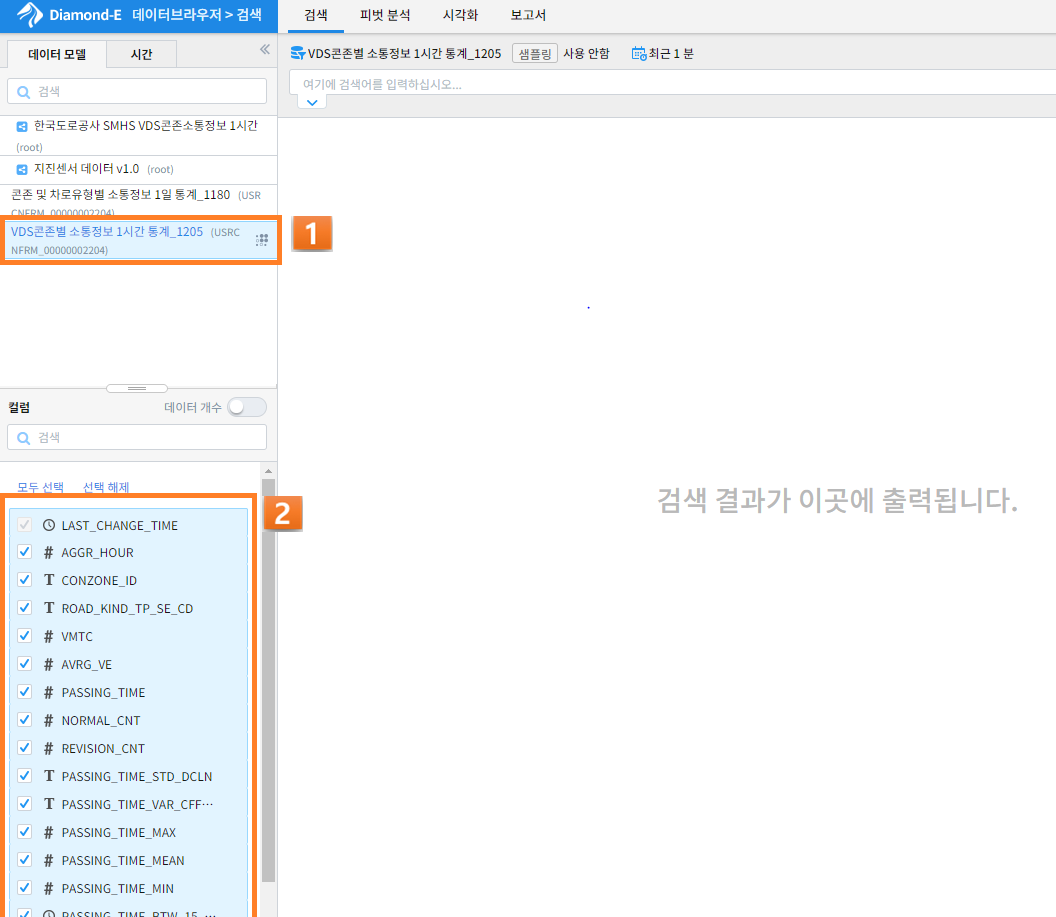 Diamond-E 데이터브라우저 > 검색
검색 피벗 분석 시각화 보고서
데이터 모델 시간
VDS콘존별 소통정보 1시간 통계_1205 샘플링 사용 안함 최근 1 분
검색
여기에 검색어를 입력하십시오...
한국도로공사 SMHS VDS콘존소통정보 1시간
(root)
지진센서 데이터 v1.0 (root)
콘존 및 차로유형별 소통정보 1일 통계_1180 (USR
CNFRM_00000002204)
VDS콘존별 소통정보 1시간 통계_1205 (USRC
NFRM_00000002204)
1
컬럼 데이터 개수
검색
모두 선택 선택 해제
검색 결과가 이곳에 출력됩니다.
2
LAST_CHANGE_TIME
# AGGR_HOUR
T CONZONE_ID
T ROAD_KIND_TP_SE_CD
# VMTC
# AVRG_VE
# PASSING_TIME
# NORMAL_CNT
# REVISION_CNT
T PASSING_TIME_STD_DCLN
T PASSING_TIME_VAR_CFF…
# PASSING_TIME_MAX
# PASSING_TIME_MEAN
# PASSING_TIME_MIN
PASSING_TIME_BTW_15_…